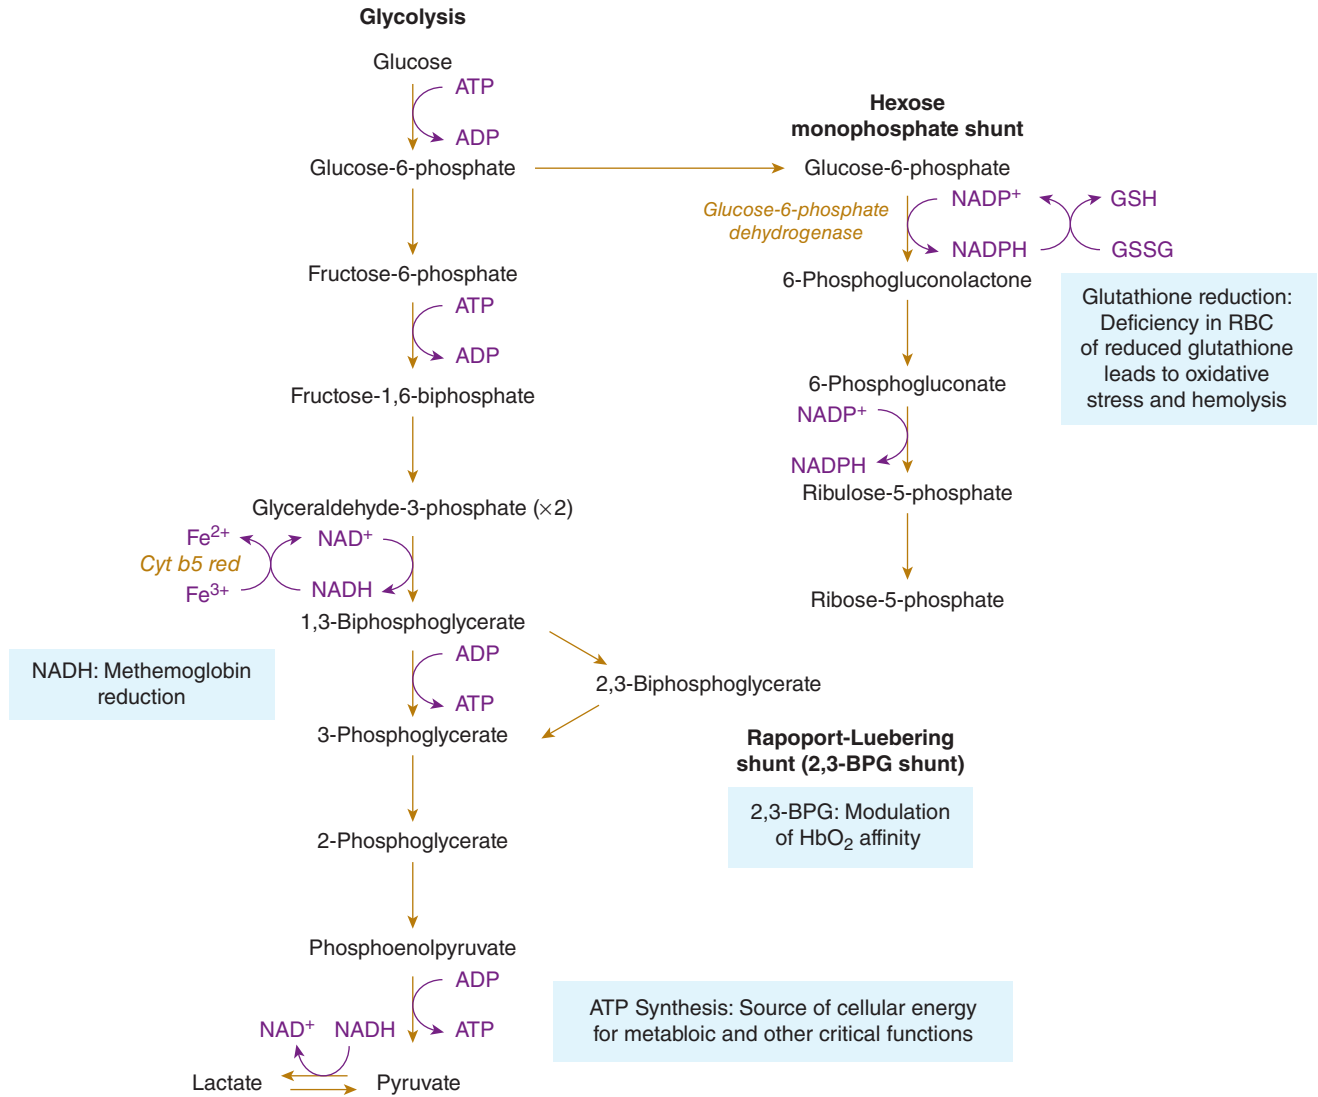 Glycolysis
Glucose
ATP
ADP
Glucose-6-phosphate
Fructose-6-phosphate
ATP
ADP
Fructose-1,6-biphosphate
Glyceraldehyde-3-phosphate (×2)
Fe2+
NAD+
Cyt b5 red
Fe3+
NADH
1,3-Biphosphoglycerate
ADP
ATP
NADH: Methemoglobin
reduction
2,3-Biphosphoglycerate
3-Phosphoglycerate
Rapoport-Luebering
shunt (2,3-BPG shunt)
2,3-BPG: Modulation
of HbO2 affinity
2-Phosphoglycerate
Phosphoenolpyruvate
ADP
ATP
NAD+ NADH
Lactate
Pyruvate
ATP Synthesis: Source of cellular energy
for metabloic and other critical functions
Hexose
monophosphate shunt
Glucose-6-phosphate
Glucose-6-phosphate
dehydrogenase
NADP+
GSH
NADPH
GSSG
6-Phosphogluconolactone
Glutathione reduction:
Deficiency in RBC
of reduced glutathione
leads to oxidative
stress and hemolysis
6-Phosphogluconate
NADP+
NADPH
Ribulose-5-phosphate
Ribose-5-phosphate